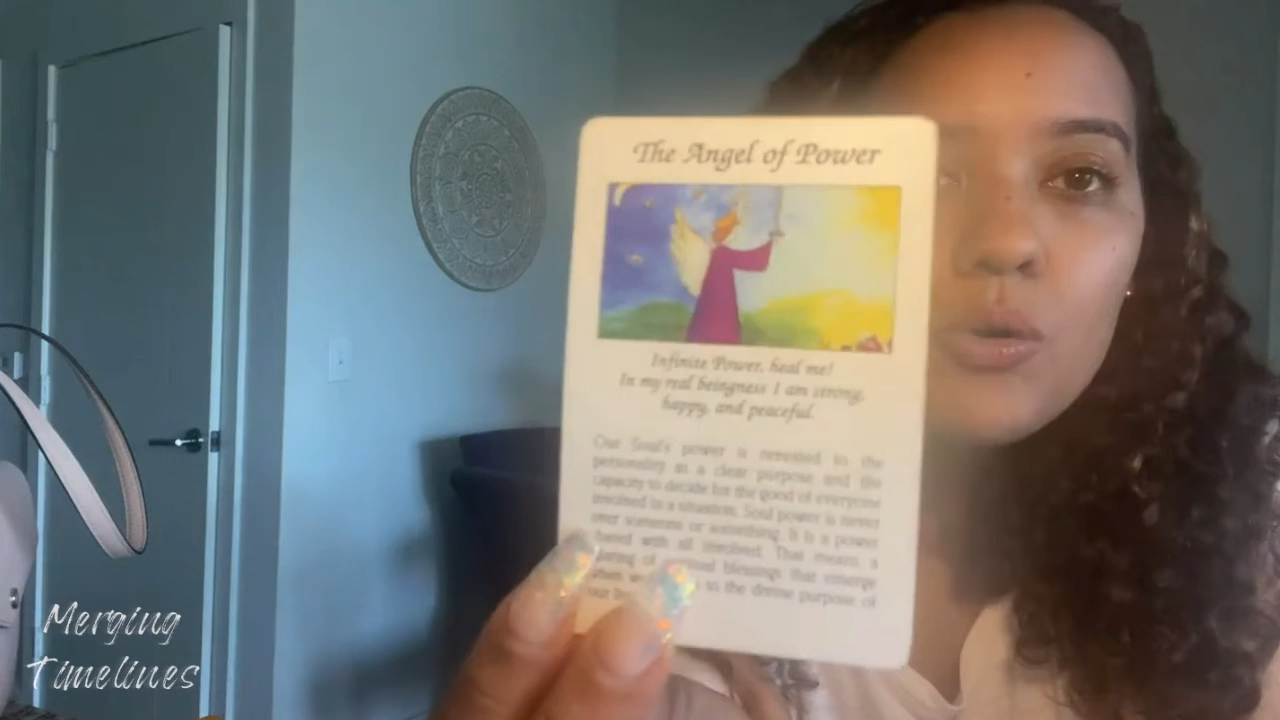 The Angel of Power
Infinite Power, heal me!
In my real beingness I am strong,
happy, and peaceful.
Our Soul's power is revealed to the
personality as a clear purpose and the
capacity to decide for the good of everyone
involved in a situation. Soul power is never
over someone or something. It is a power
shared with all involved. That means, a
of blessings that emerge
when to the divine purpose of
our
Merging
Timelines